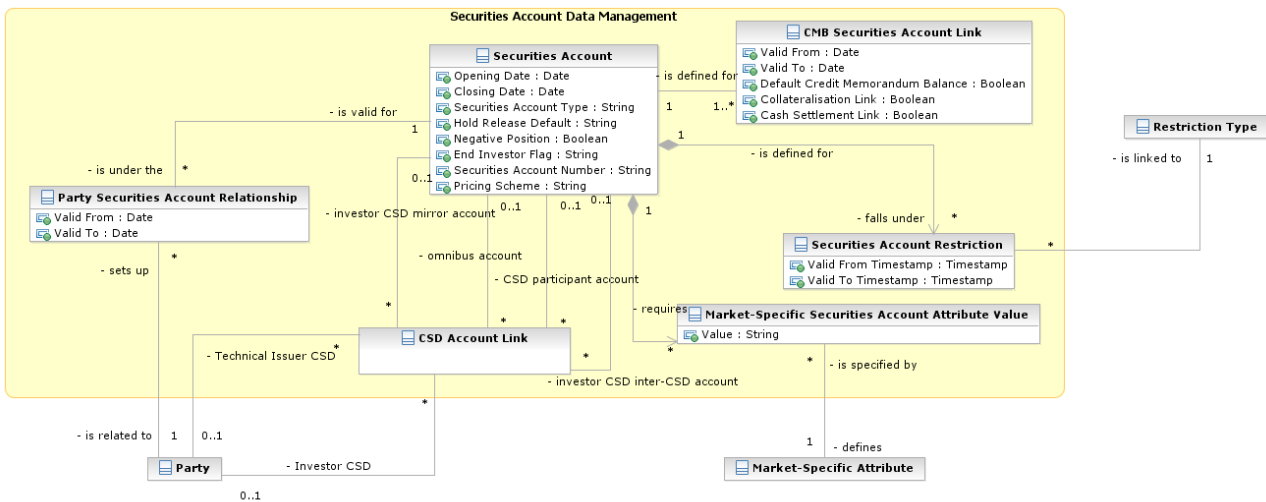 Securities Account Data Management
CMB Securities Account Link
Valid From : Date
Valid To : Date
Default Credit Memorandum Balance : Boolean
Collateralisation Link : Boolean
Cash Settlement Link : Boolean
Securities Account
Opening Date : Date
Closing Date : Date
Securities Account Type : String
Hold Release Default : String
Negative Position : Boolean
End Investor Flag : String
Securities Account Number : String
Pricing Scheme : String
- is defined for
1
1..*
- is valid for
1
Restriction Type
- is linked to
1
1
- is defined for
- is under the
*
Party Securities Account Relationship
Valid From : Date
Valid To : Date
0..1
0..1
0..1
0..1
1
- investor CSD mirror account
- falls under
*
Securities Account Restriction
Valid From Timestamp : Timestamp
Valid To Timestamp : Timestamp
*
- sets up
*
- omnibus account
- CSD participant account
*
*
*
- requires
Market-Specific Securities Account Attribute Value
Value : String
CSD Account Link
- Technical Issuer CSD
*
*
*
*
- is specified by
- investor CSD inter-CSD account
*
- is related to
1
0..1
1
- defines
Party
- Investor CSD
Market-Specific Attribute
0..1